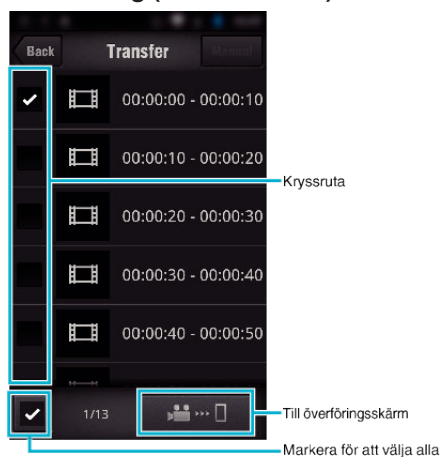 Back Transfer Manual
00:00:00 - 00:00:10
00:00:10 - 00:00:20
Kryssruta
00:00:20 - 00:00:30
00:00:30 - 00:00:40
00:00:40 - 00:00:50
1/13
Till överföringsskärm
Markera för att välja alla